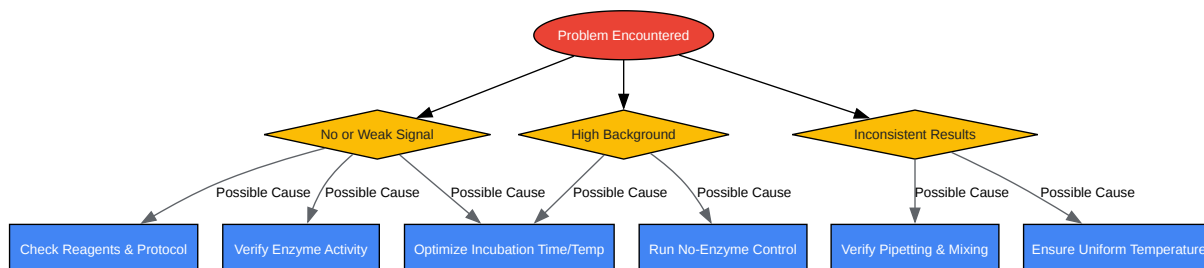 Problem Encountered
No or Weak Signal
High Background
Inconsistent Results
Possible Cause
Possible Cause
Possible Cause
Possible Cause
Possible Cause
Possible Cause
Possible Cause
Check Reagents & Protocol
Verify Enzyme Activity
Optimize Incubation Time/Temp
Run No-Enzyme Control
Verify Pipetting & Mixing
Ensure Uniform Temperature